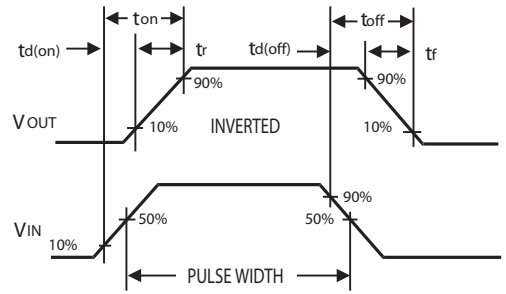 ton
toff
td(on)
tr
td(off)
tf
90%
90%
VOUT
10%
INVERTED
10%
90%
50%
50%
VIN
10%
PULSE WIDTH